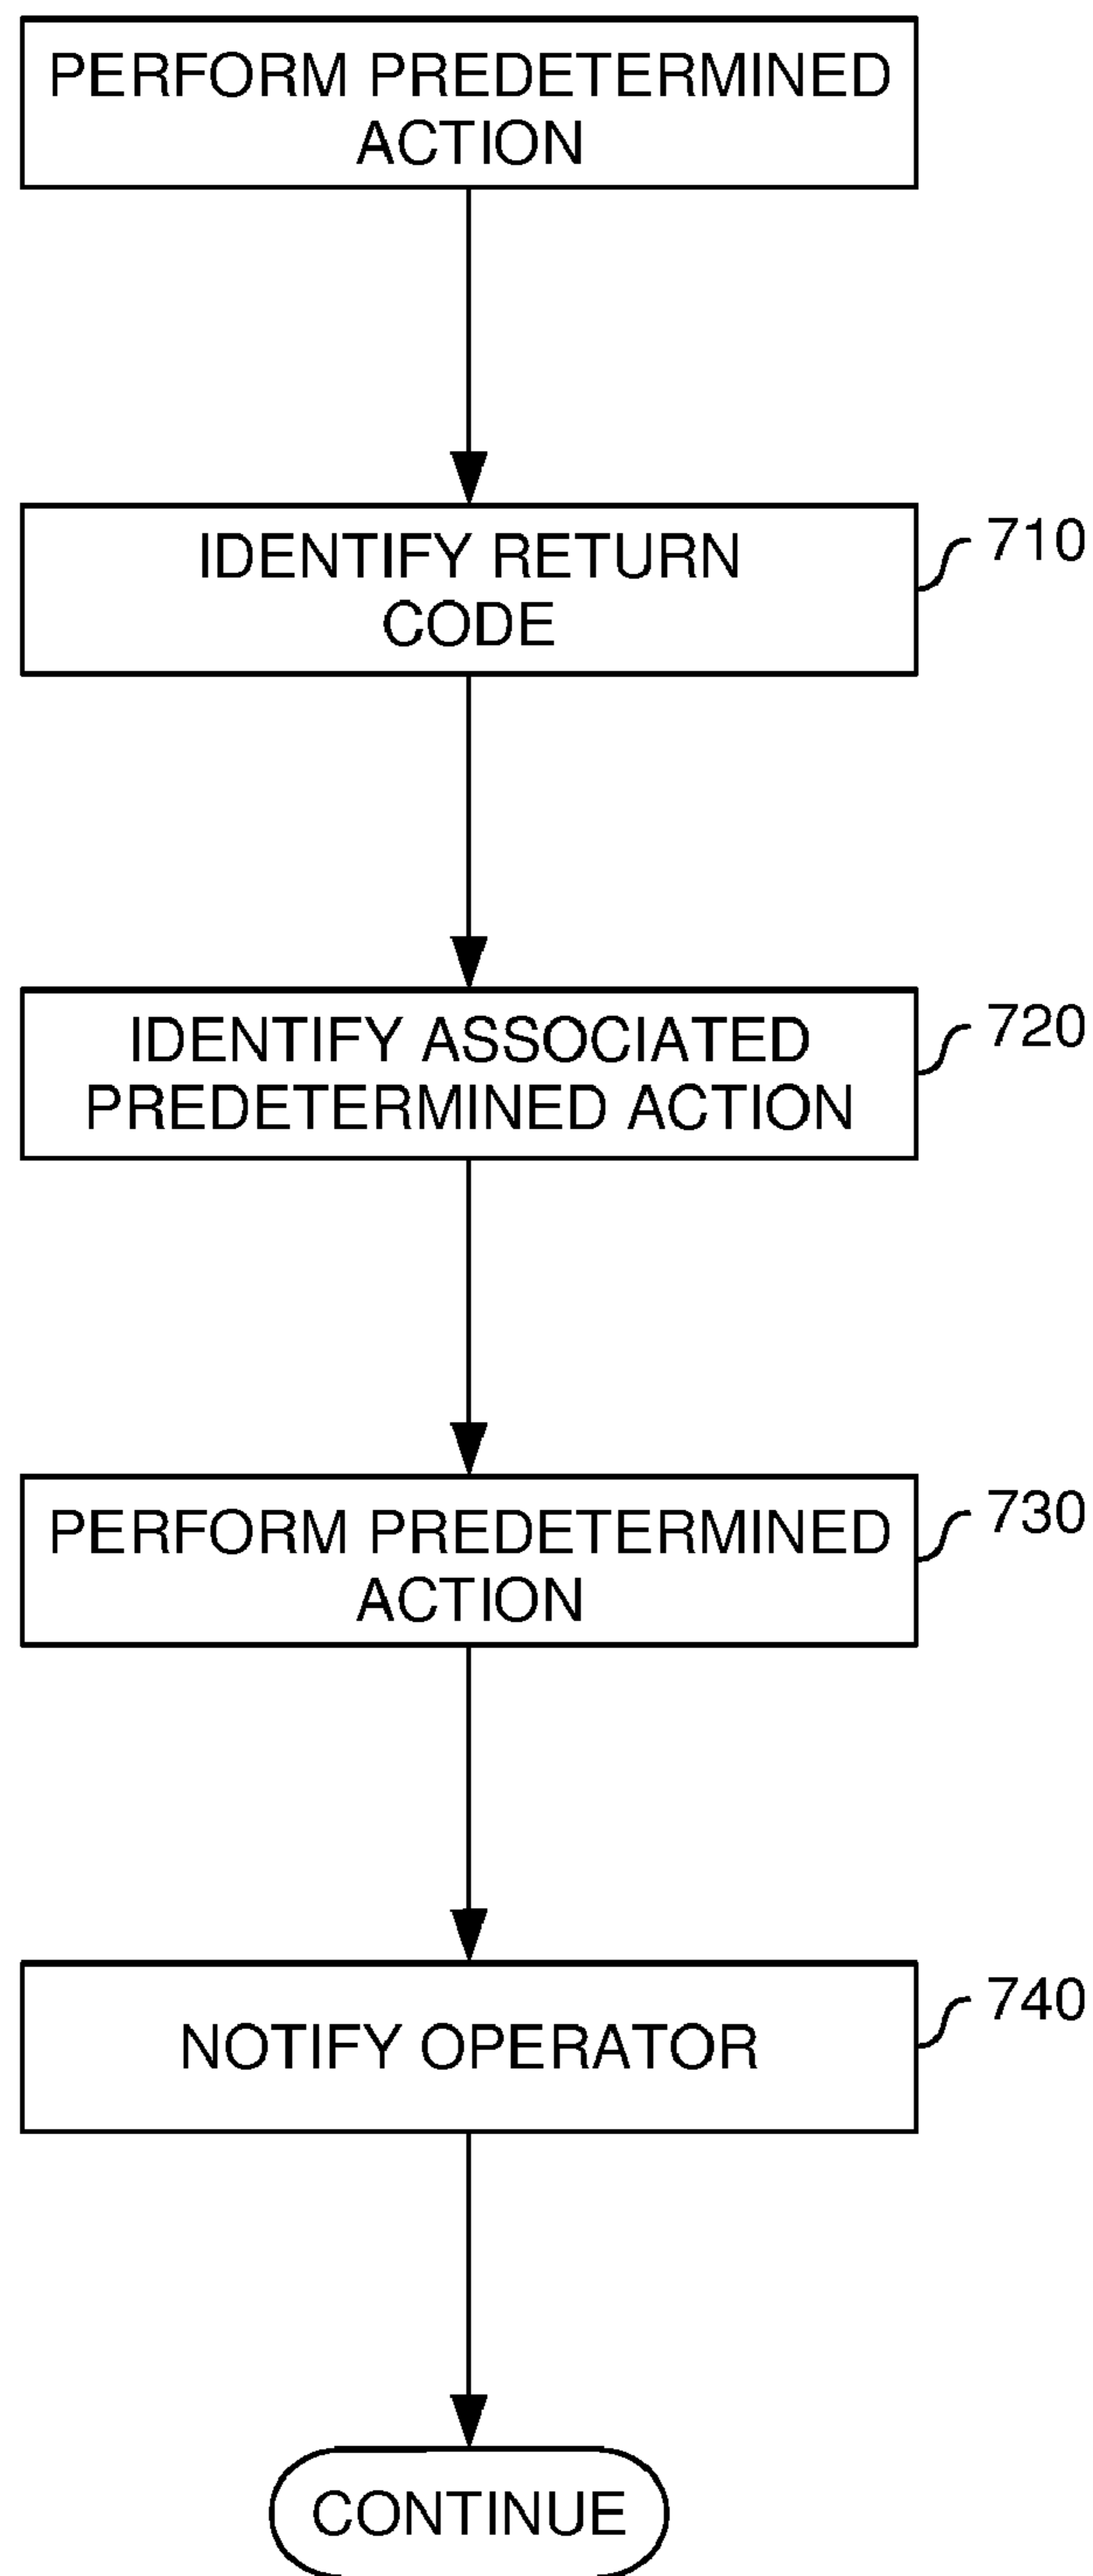 PERFORM PREDETERMINED
ACTION
IDENTIFY RETURN
CODE
710
IDENTIFY ASSOCIATED
PREDETERMINED ACTION
720
PERFORM PREDETERMINED
ACTION
730
NOTIFY OPERATOR
740
CONTINUE